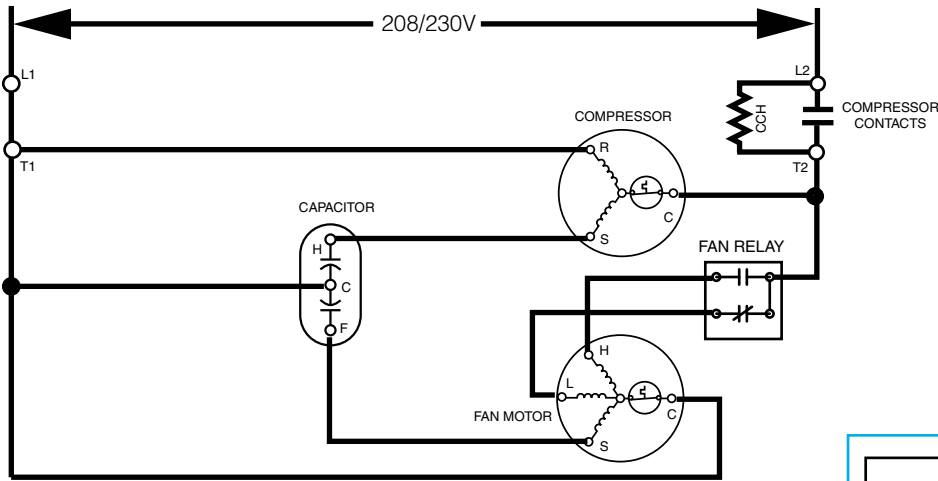 208/230V
L1
L2
CCH
COMPRESSOR
CONTACTS
COMPRESSOR
R
T1
T2
C
S
CAPACITOR
H
C
F
FAN RELAY
H
L
C
FAN MOTOR
S